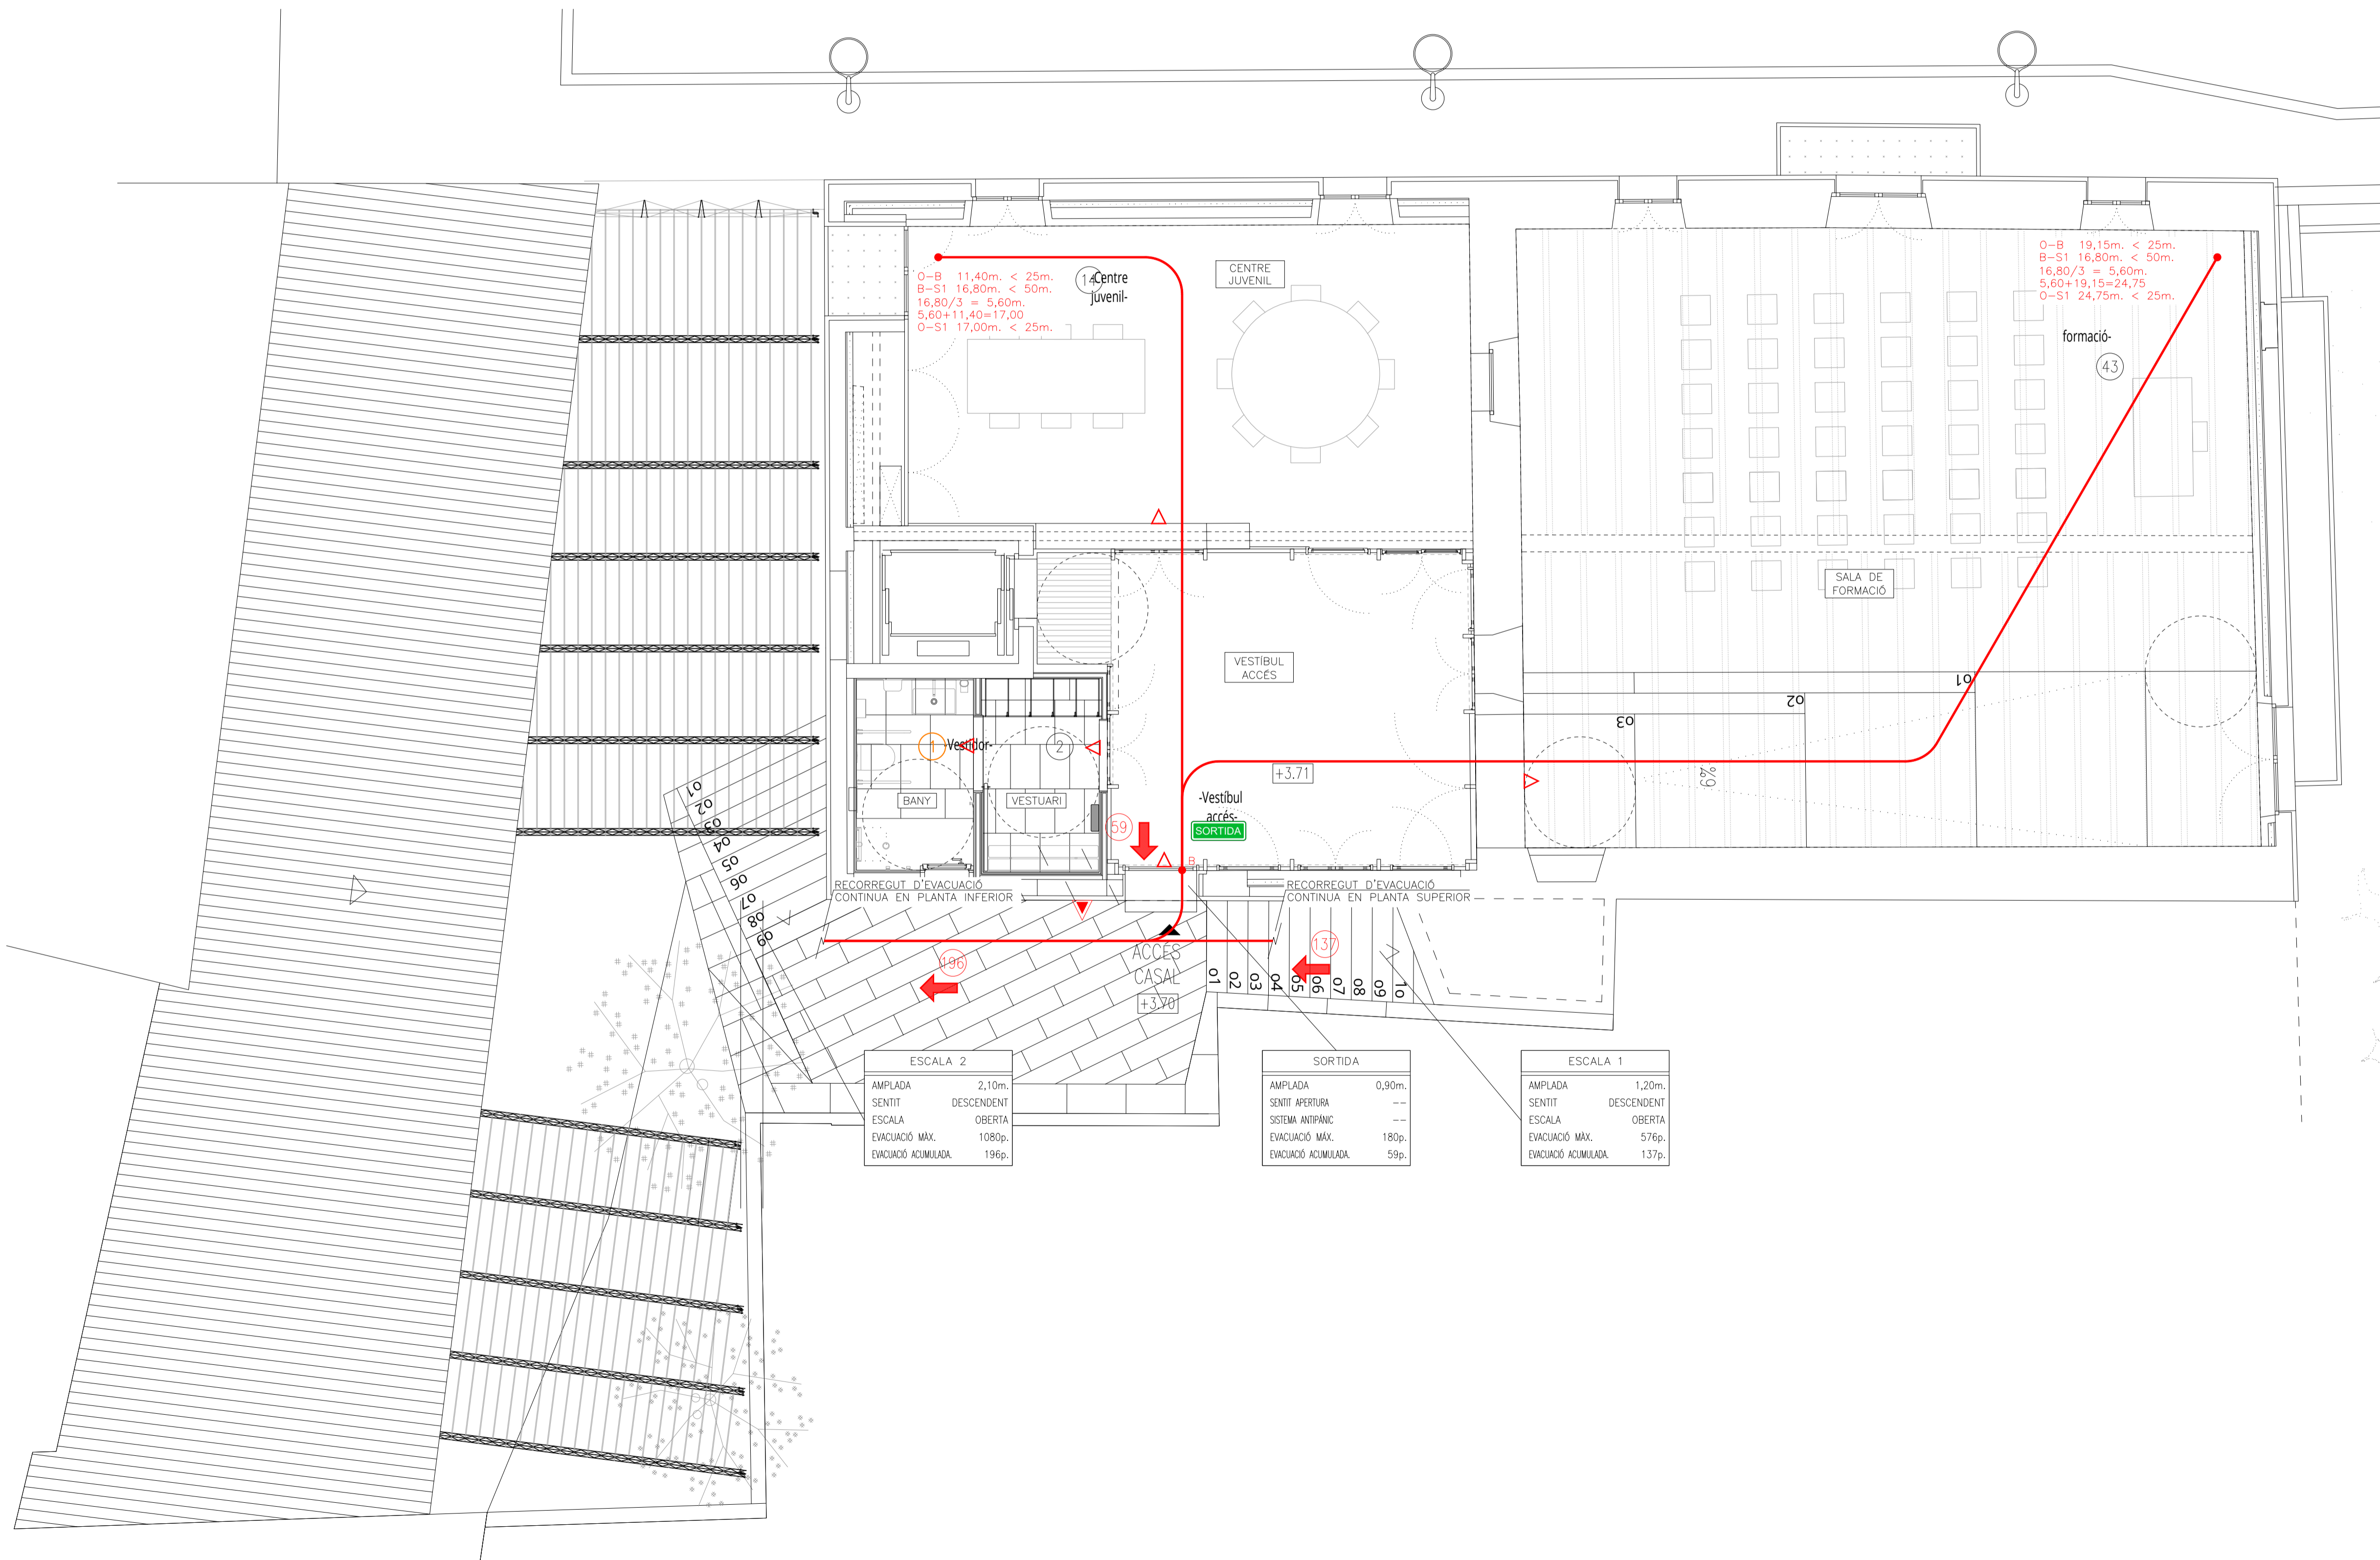 O-B 11,40m. < 25m.
B-S1 16,80m. < 50m.
16,80/3 = 5,60m.
5,60+11,40=17,00
O-S1 17,00m. < 25m.
14
Centre
juvenil-
CENTRE
JUVENIL
O-B 19,15m. < 25m.
B-S1 16,80m. < 50m.
16,80/3 = 5,60m.
5,60+19,15=24,75
O-S1 24,75m. < 25m.
formació-
43
SALA DE
FORMACIÓ
VESTÍBUL
ACCÉS
01
02
03
6%
+3.71
1
-Vestidor-
2
BANY
VESTUARI
-Vestíbul
accés-
SORTIDA
59
B
01
02
03
04
05
06
07
08
09
RECORREGUT D'EVACUACIÓ
CONTINUA EN PLANTA INFERIOR
RECORREGUT D'EVACUACIÓ
CONTINUA EN PLANTA SUPERIOR
196
137
ACCÉS
CASAL
+3.70
01
02
03
04
05
06
07
08
09
10
ESCALA 2
AMPLADA 2,10m.
SENTIT DESCENDENT
ESCALA OBERTA
EVACUACIÓ MÀX. 1080p.
EVACUACIÓ ACUMULADA. 196p.
SORTIDA
AMPLADA 0,90m.
SENTIT APERTURA --
SISTEMA ANTIPÁNIC --
EVACUACIÓ MÁX. 180p.
EVACUACIÓ ACUMULADA. 59p.
ESCALA 1
AMPLADA 1,20m.
SENTIT DESCENDENT
ESCALA OBERTA
EVACUACIÓ MÀX. 576p.
EVACUACIÓ ACUMULADA. 137p.